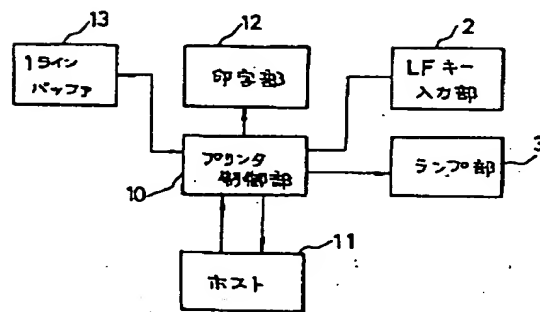 13
1ライン
バッファ
12
印字部
2
LFキー
入力部
プリンタ
制御部
10
ランプ部
3
11
ホスト